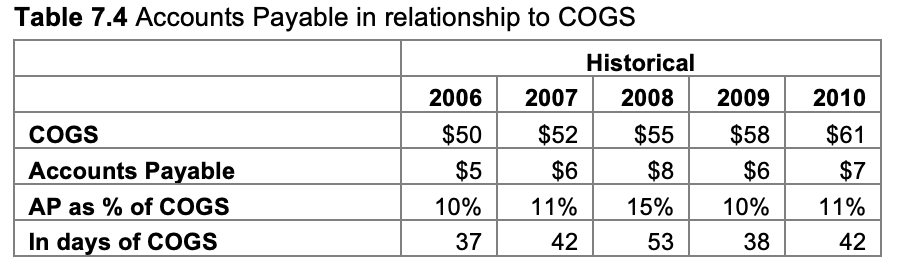 Table 7.4 Accounts Payable in relationship to COGS
Historical
2006 2007 2008 2009 2010
COGS $50 $52 $55 $58 $61
Accounts Payable $5 $6 $8 $6 $7
AP as % of COGS 10% 11% 15% 10% 11%
In days of COGS 37 42 53 38 42